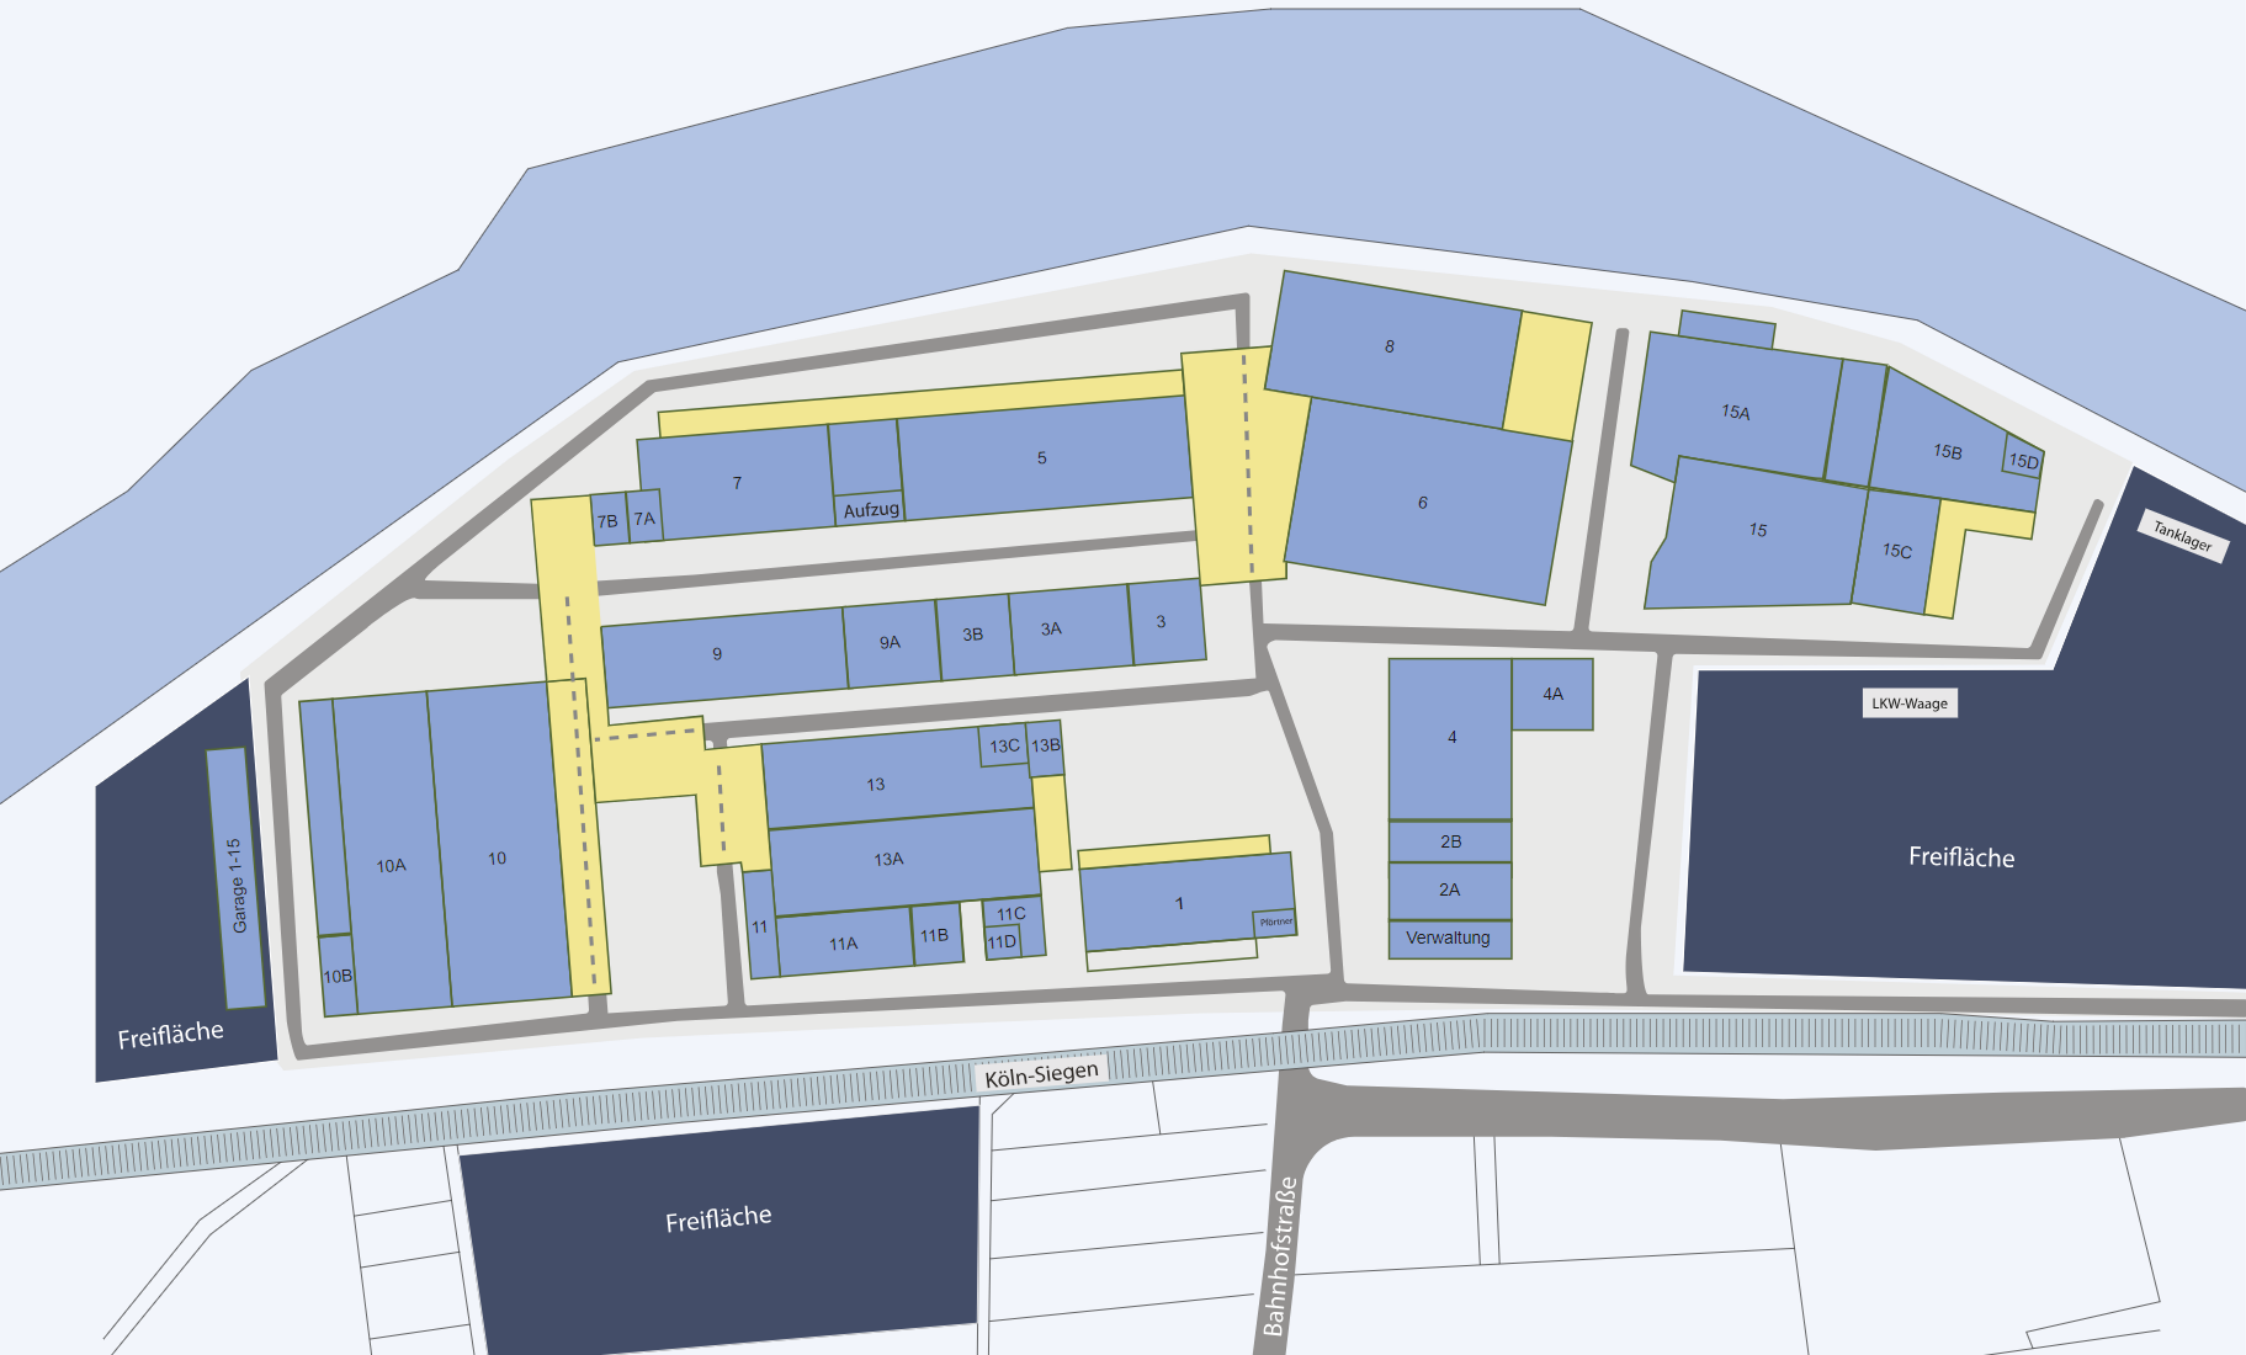 8
15A
15B
15D
5
7
6
Aufzug
7B
7A
15
15C
Tanklager
3
3A
3B
9A
9
4A
LKW-Waage
4
13C
13B
13
2B
13A
Freifläche
10
10A
2A
Garage 1-15
1
11C
Pförtner
11
11B
11A
11D
Verwaltung
10B
Freifläche
Köln-Siegen
Freifläche
Bahnhofstraße